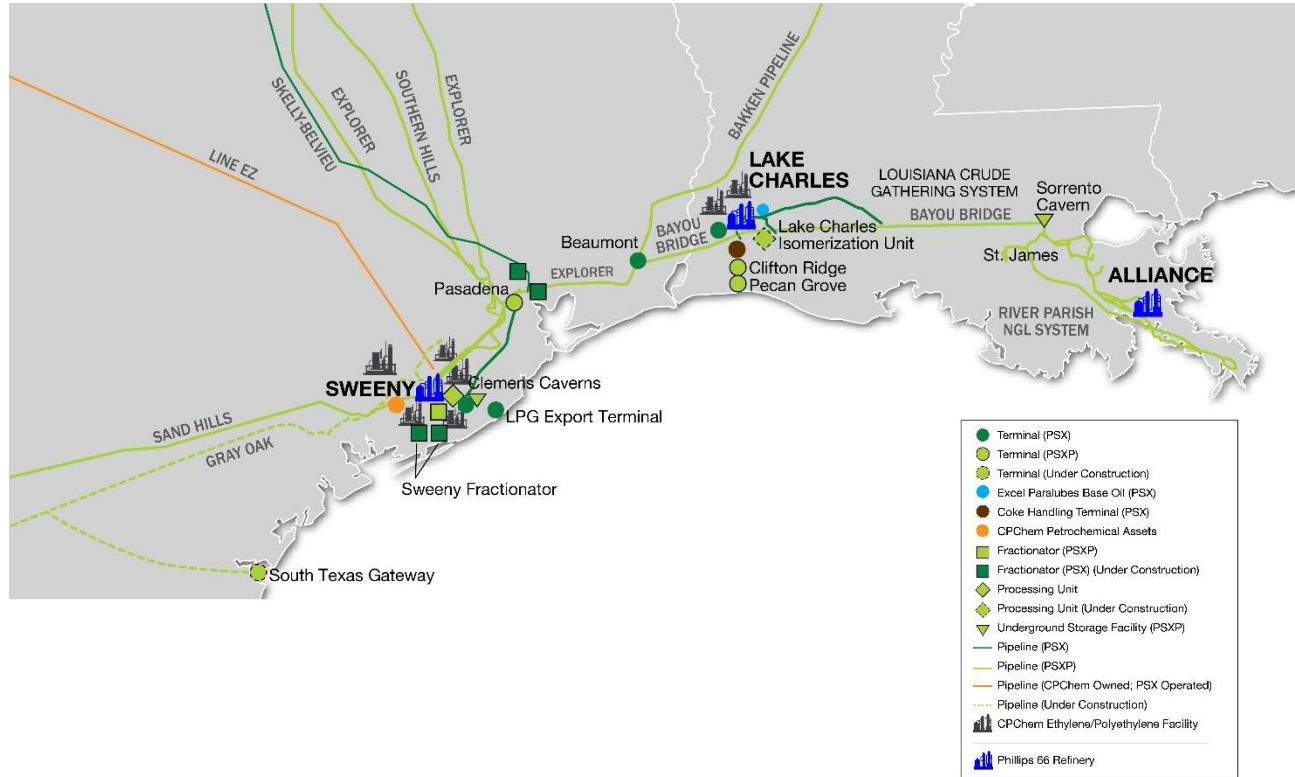 SKELLY-BELVIEU
EXPLORER
SOUTHERN HILLS
EXPLORER
LINE EZ
BAKKEN PIPELINE
LAKE
CHARLES
LOUISIANA CRUDE
GATHERING SYSTEM
Sorrento
Cavern
BAYOU
BRIDGE
BAYOU BRIDGE
Beaumont
Lake Charles
Isomerization Unit
St. James
EXPLORER
Clifton Ridge
Pecan Grove
ALLIANCE
Pasadena
RIVER PARISH
NGL SYSTEM
SWEENY
Clemens Caverns
LPG Export Terminal
SAND HILLS
GRAY OAK
Sweeny Fractionator
South Texas Gateway
Terminal (PSX)
Terminal (PSXP)
Terminal (Under Construction)
Excel Paralubes Base Oil (PSX)
Coke Handling Terminal (PSX)
CPChem Petrochemical Assets
Fractionator (PSXP)
Fractionator (PSX) (Under Construction)
Processing Unit
Processing Unit (Under Construction)
Underground Storage Facility (PSXP)
Pipeline (PSX)
Pipeline (PSXP)
Pipeline (CPChem Owned; PSX Operated)
Pipeline (Under Construction)
CPChem Ethylene/Polyethylene Facility
Phillips 66 Refinery